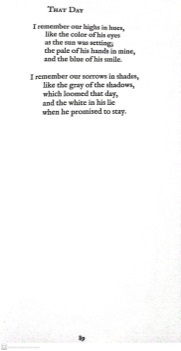 THAT DAY
I remember our highs in hues,
like the color of his eyes
as the sun was setting;
the pale of his hands in mine,
and the blue of his smile.
I remember our sorrows in shades,
like the gray of the shadows,
which loomed that day,
and the white in his lie
when he promised to stay.